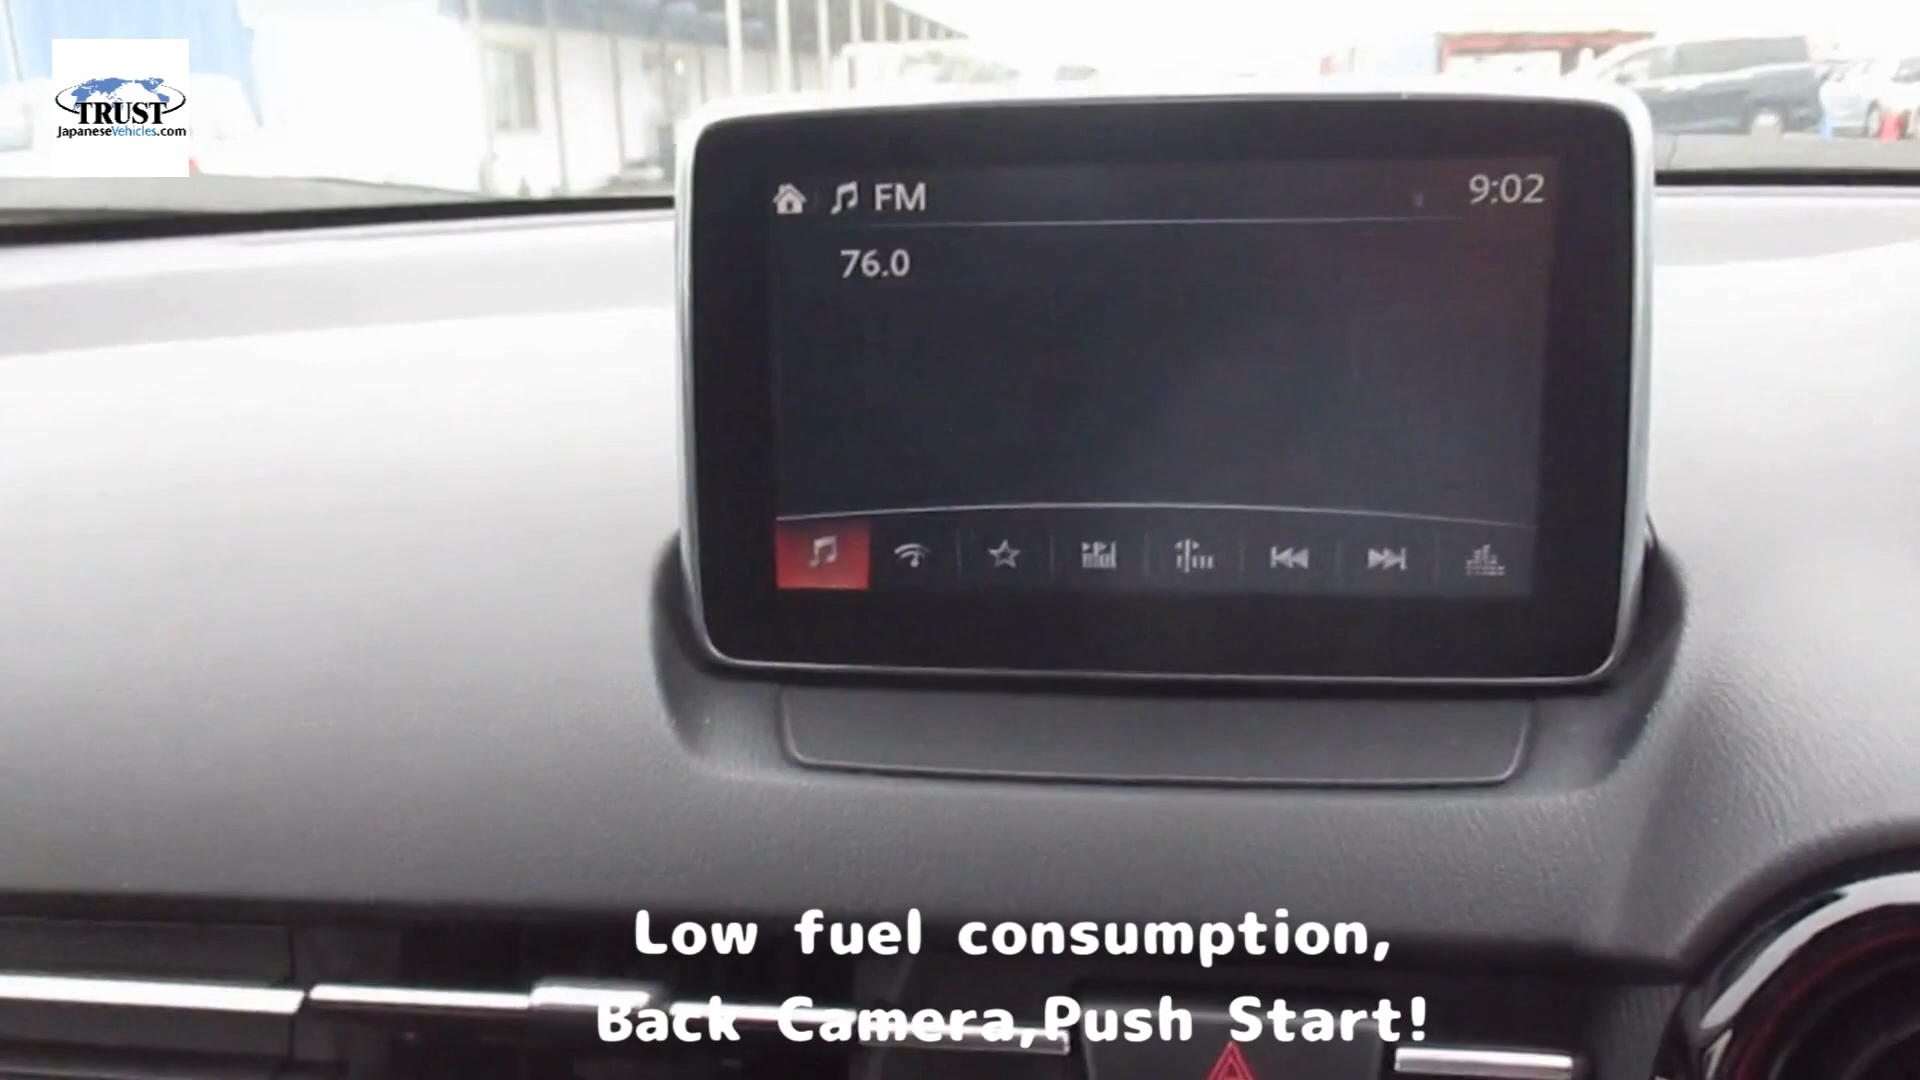 TRUST
JapaneseVehicles.com
FM
9:02
76.0
Low fuel consumption,
Back Camera,Push Start!